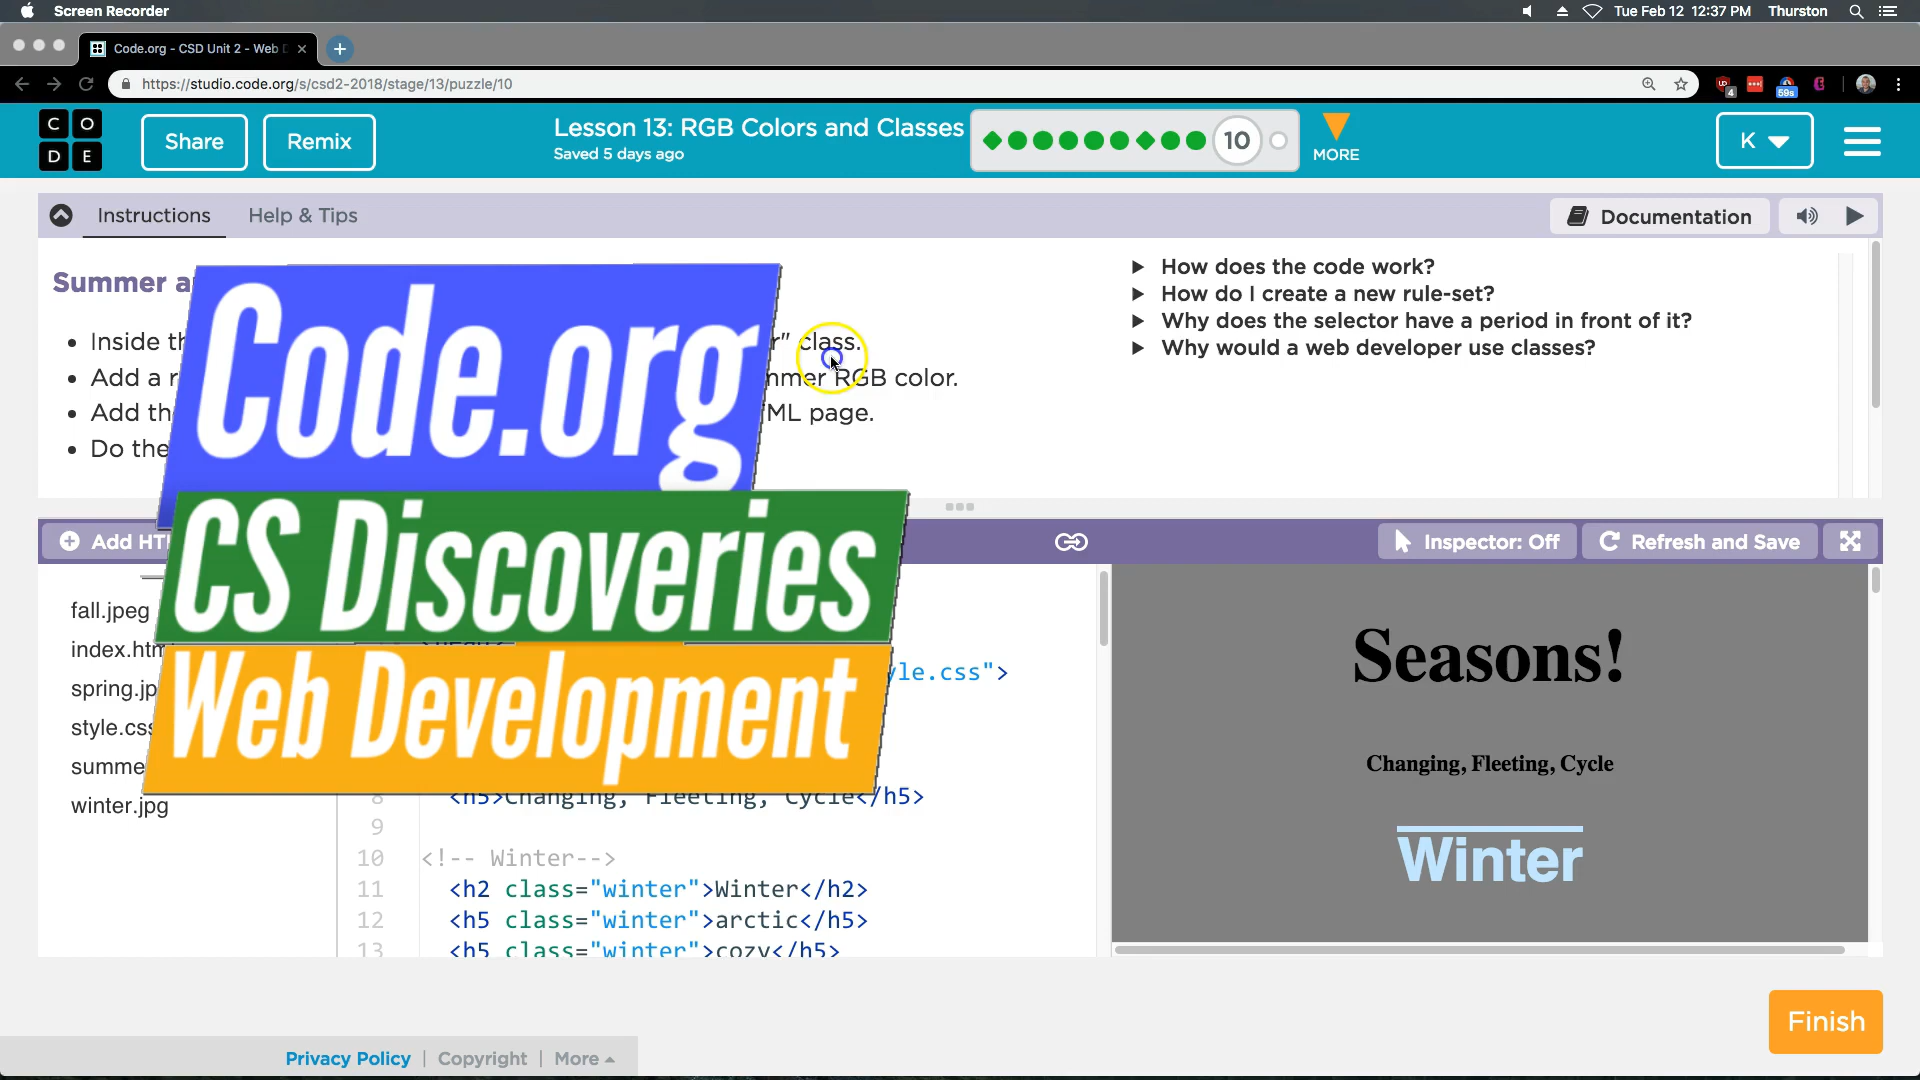 Screen Recorder
Tue Feb 12 12:37 PM Thurston
Code.org - CSD Unit 2 - Web D
https://studio.code.org/s/csd2-2018/stage/13/puzzle/10
4
59s
C O
D E
Share
Remix
Lesson 13: RGB Colors and Classes
Saved 5 days ago
10
MORE
K
Instructions
Help & Tips
Documentation
Summer a
Inside th
r" class.
Add a r
mmer RGB color.
Add th
ML page.
Do the
How does the code work?
How do I create a new rule-set?
Why does the selector have a period in front of it?
Why would a web developer use classes?
Code.org
CS Discoveries
Web Development
Add HT
Inspector: Off
Refresh and Save
fall.jpeg
index.htm
spring.jp
style.css
summe
winter.jpg
yle.css">
8 <h5>Changing, Fleeting, Cycle</h5>
9
10 <!-- Winter-->
11 <h2 class="winter">Winter</h2>
12 <h5 class="winter">arctic</h5>
13 <h5 class="winter">cozy</h5>
Seasons!
Changing, Fleeting, Cycle
Winter
Finish
Privacy Policy | Copyright | More